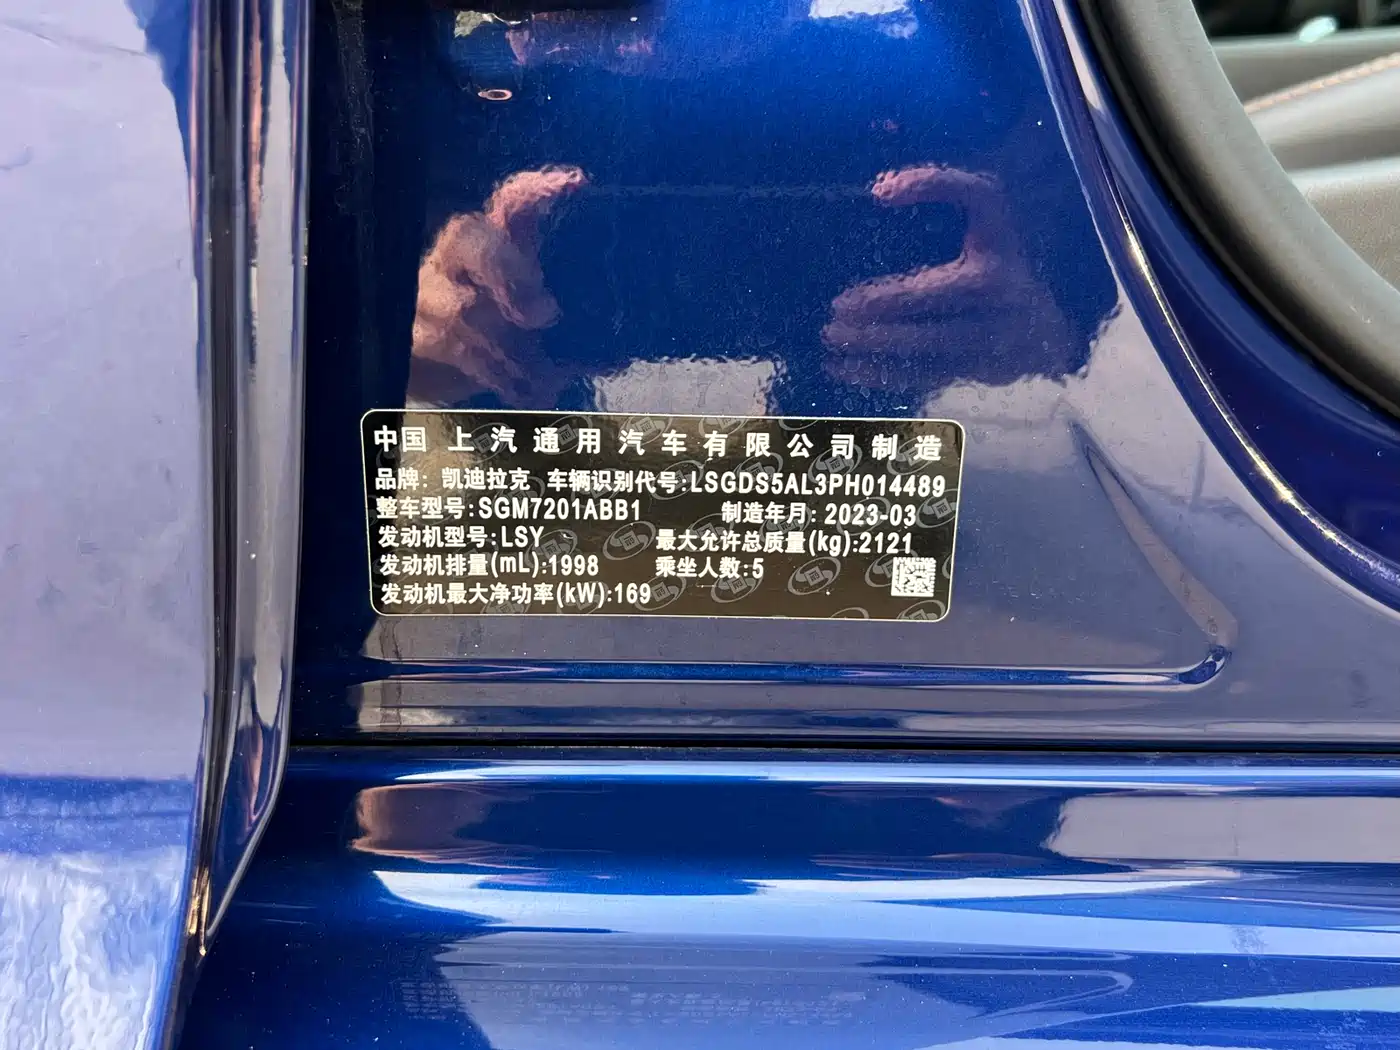 中国 上汽通用汽车有限公司制造
品牌: 凯迪拉克 车辆识别代号:LSGDS5AL3PH014489
整车型号:SGM7201ABB1 制造年月: 2023-03
发动机型号:LSY 最大允许总质量(kg):2121
发动机排量(mL):1998 乘坐人数:5
发动机最大净功率(kW):169